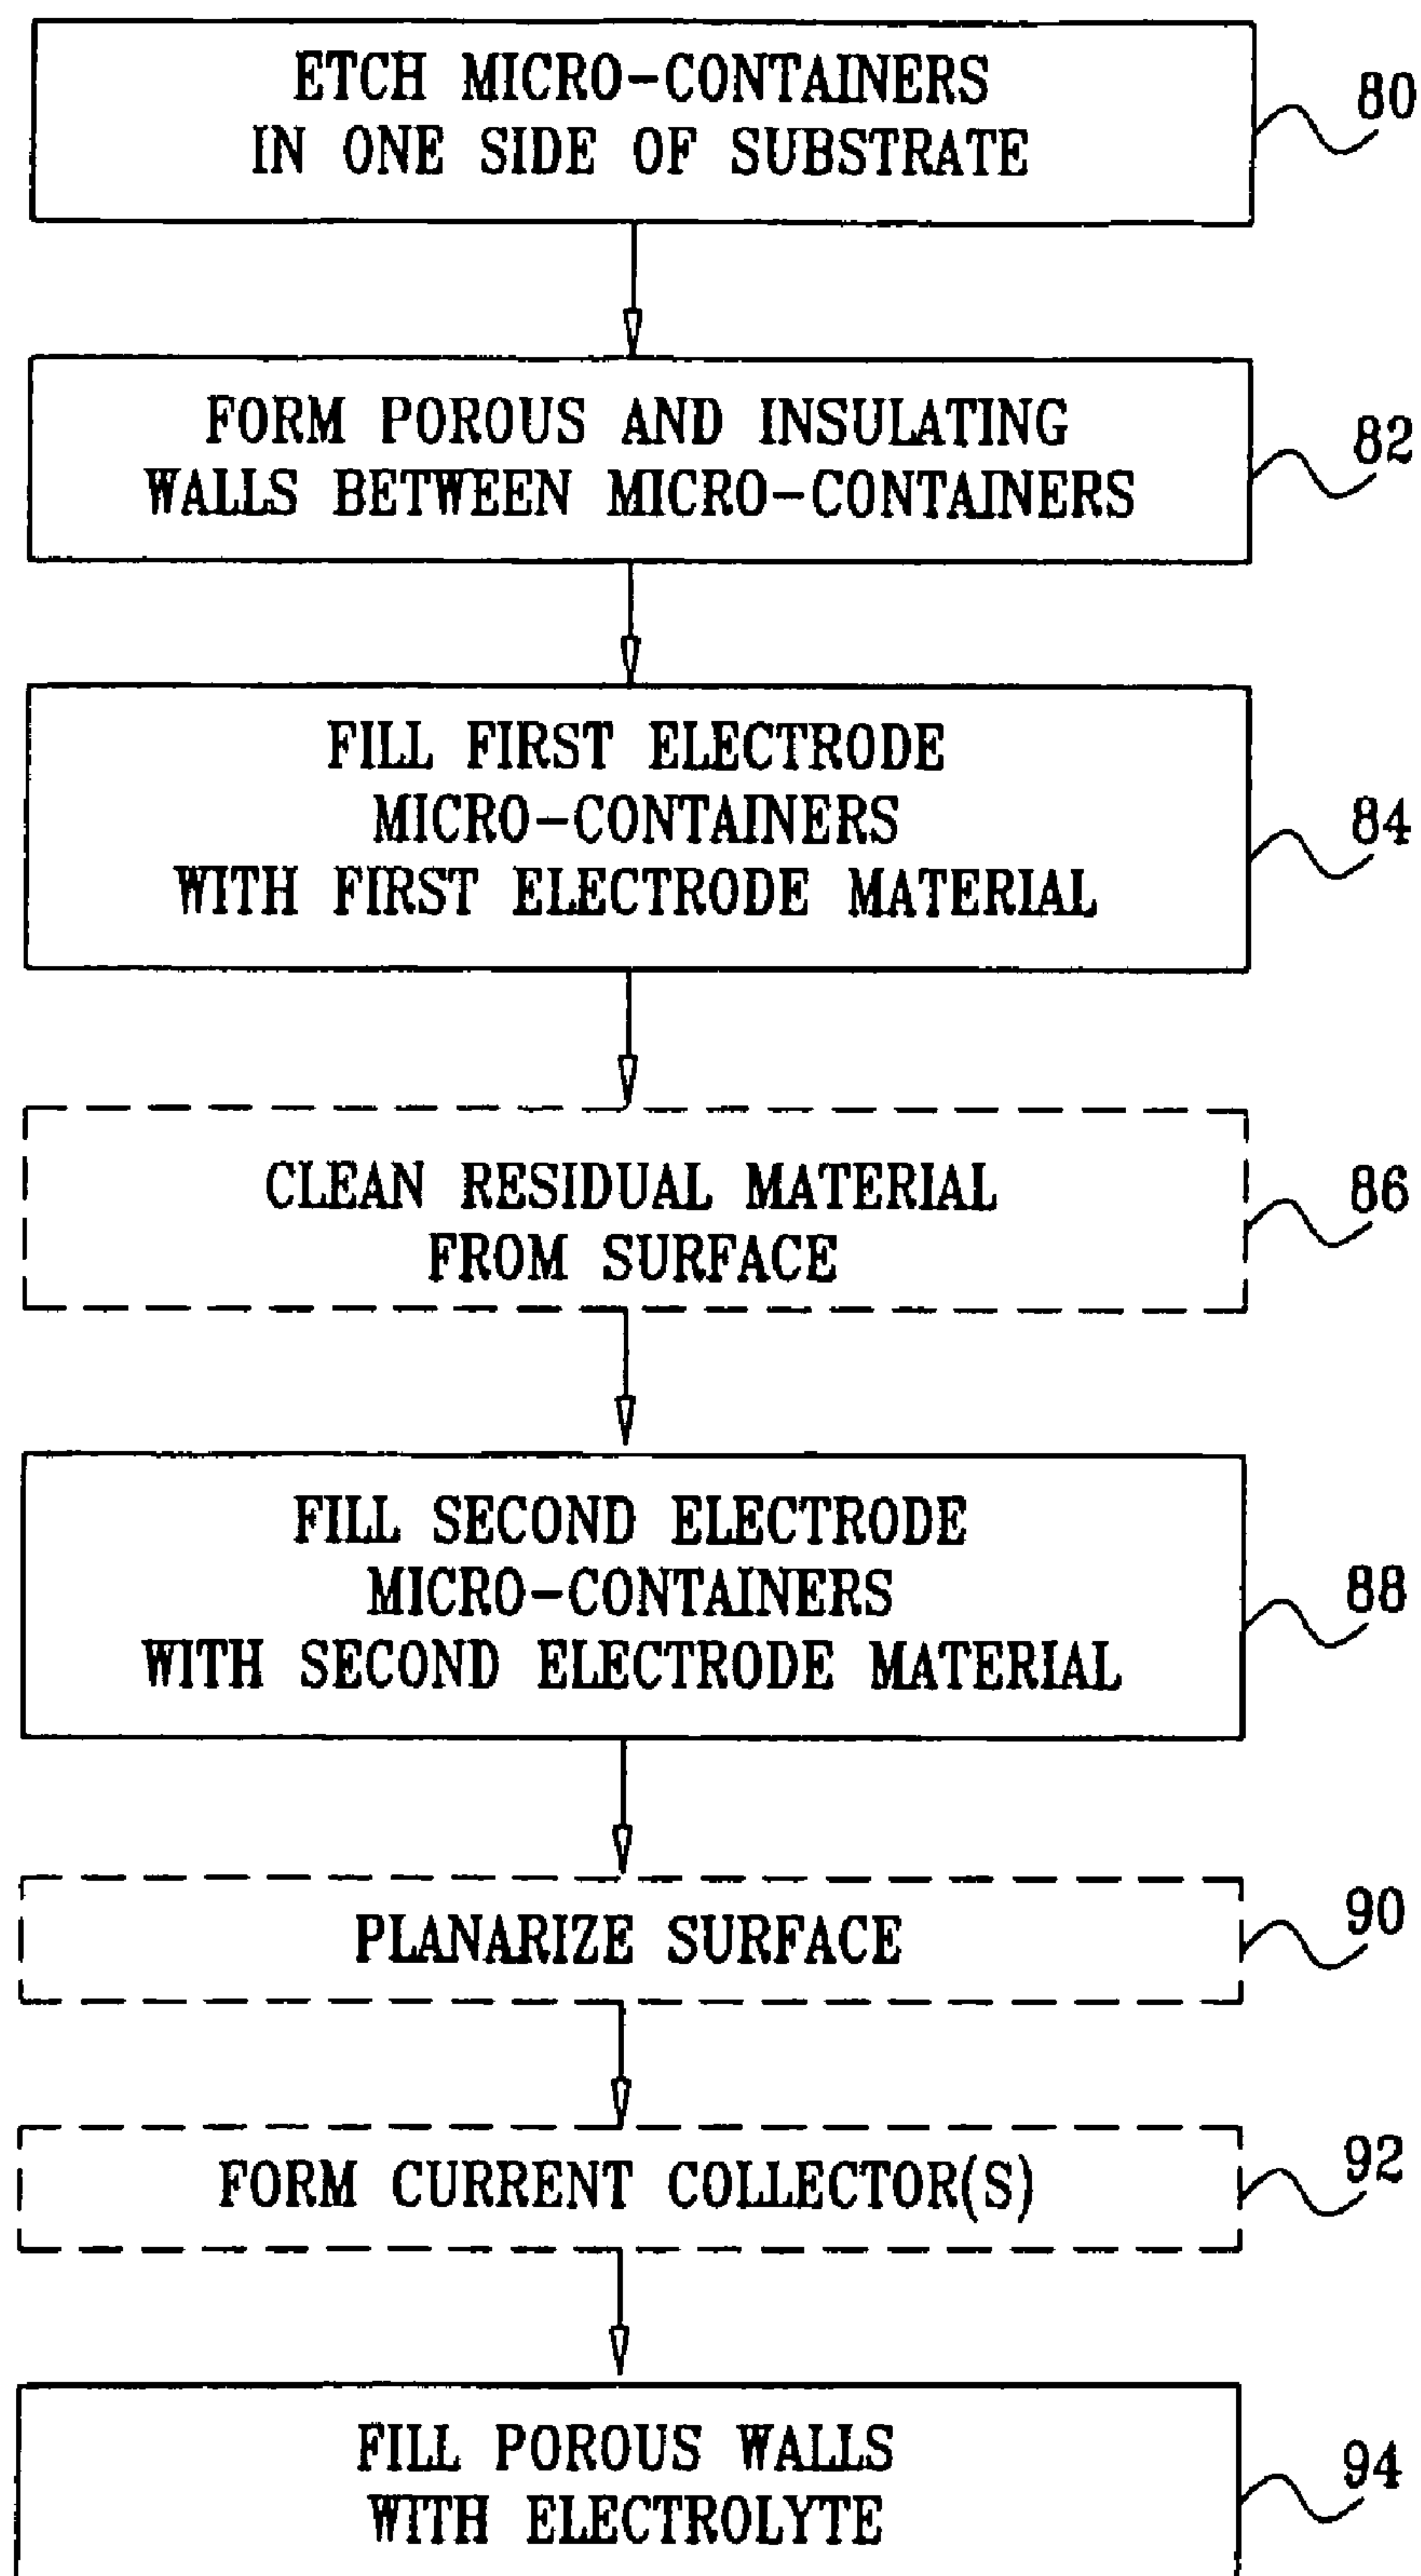 ETCH MICRO-CONTAINERS
IN ONE SIDE OF SUBSTRATE
80
FORM POROUS AND INSULATING
WALLS BETWEEN MICRO-CONTAINERS
82
FILL FIRST ELECTRODE
MICRO-CONTAINERS
WITH FIRST ELECTRODE MATERIAL
84
CLEAN RESIDUAL MATERIAL
FROM SURFACE
86
FILL SECOND ELECTRODE
MICRO-CONTAINERS
WITH SECOND ELECTRODE MATERIAL
88
PLANARIZE SURFACE
90
FORM CURRENT COLLECTOR(S)
92
FILL POROUS WALLS
WITH ELECTROLYTE
94